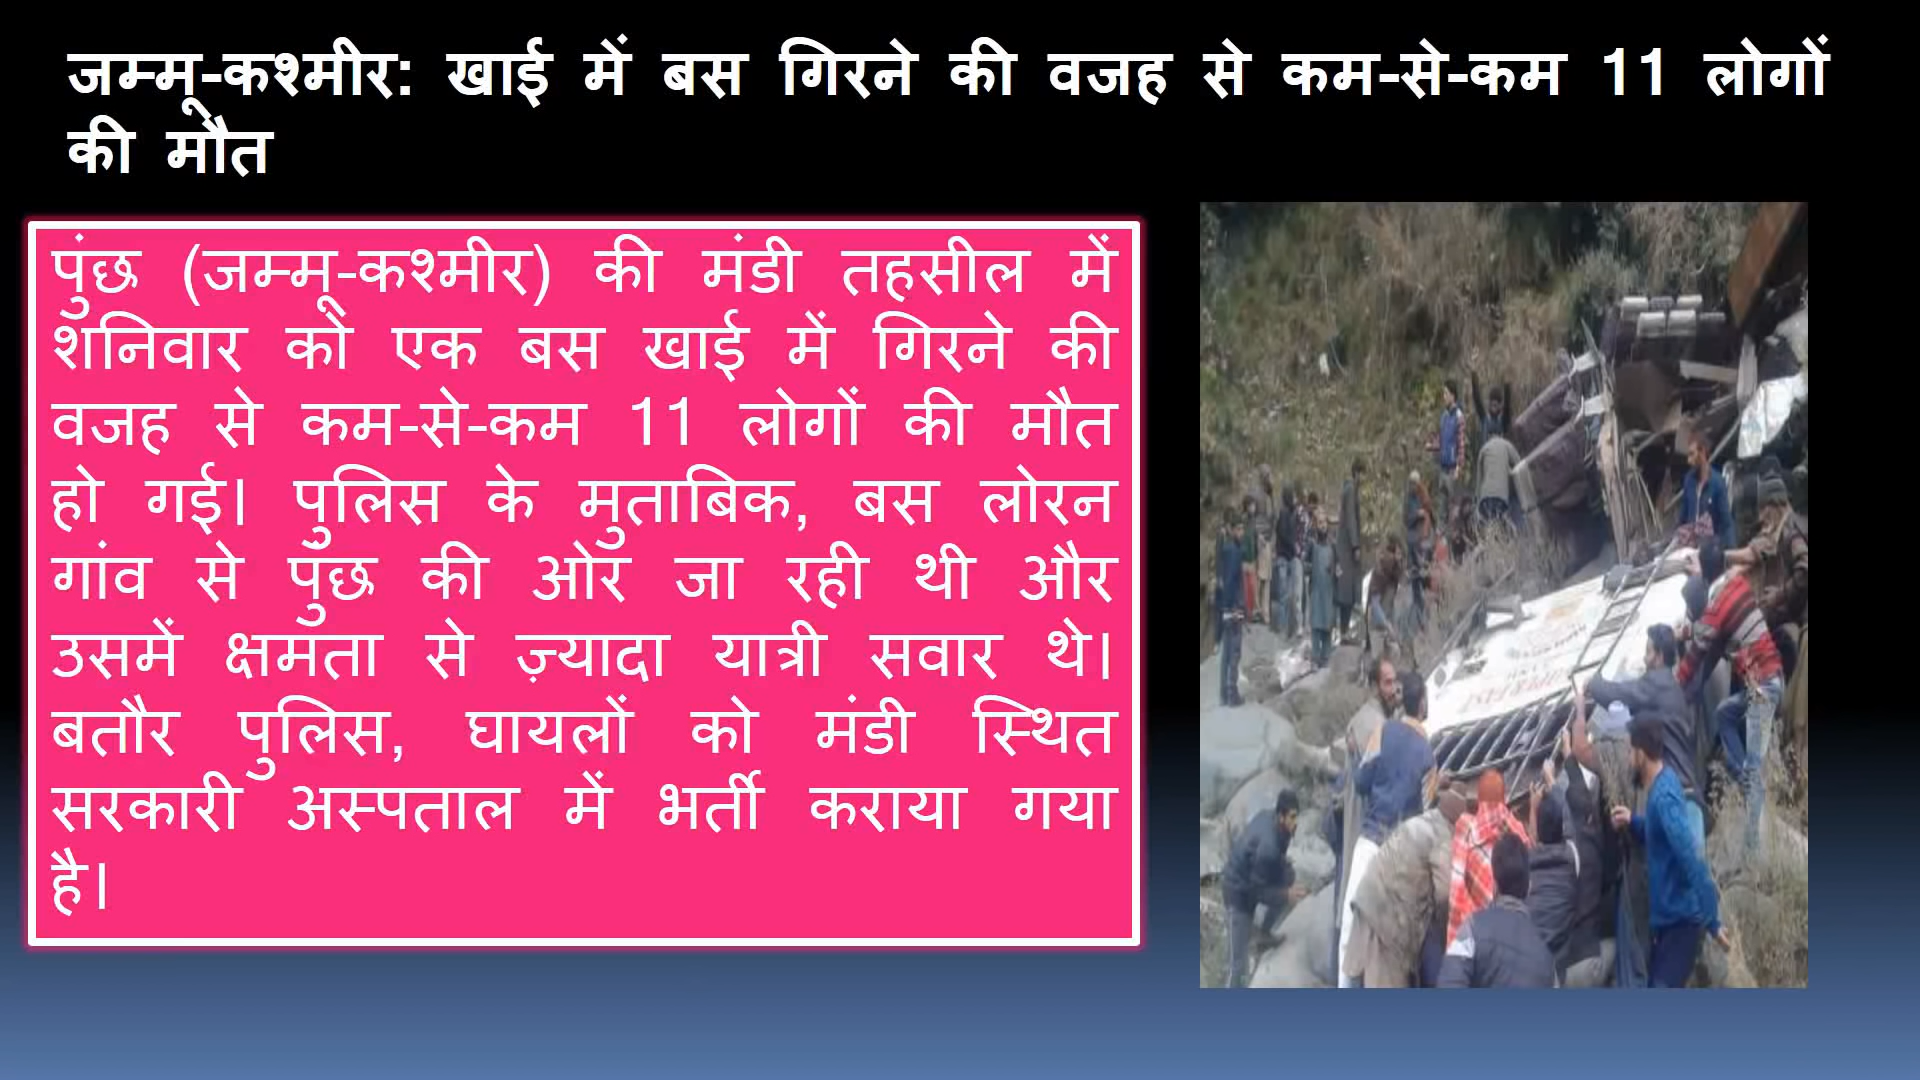 जम्मू-कश्मीर: खाई में बस गिरने की वजह से कम-से-कम 11 लोगों
की मौत
पुंछ (जम्मू-कश्मीर) की मंडी तहसील में
शनिवार को एक बस खाई में गिरने की
वजह से कम-से-कम 11 लोगों की मौत
हो गई। पुलिस के मुताबिक, बस लोरन
गांव से पुंछ की ओर जा रही थी और
उसमें क्षमता से ज़्यादा यात्री सवार थे।
बतौर पुलिस, घायलों को मंडी स्थित
सरकारी अस्पताल में भर्ती कराया गया
है।